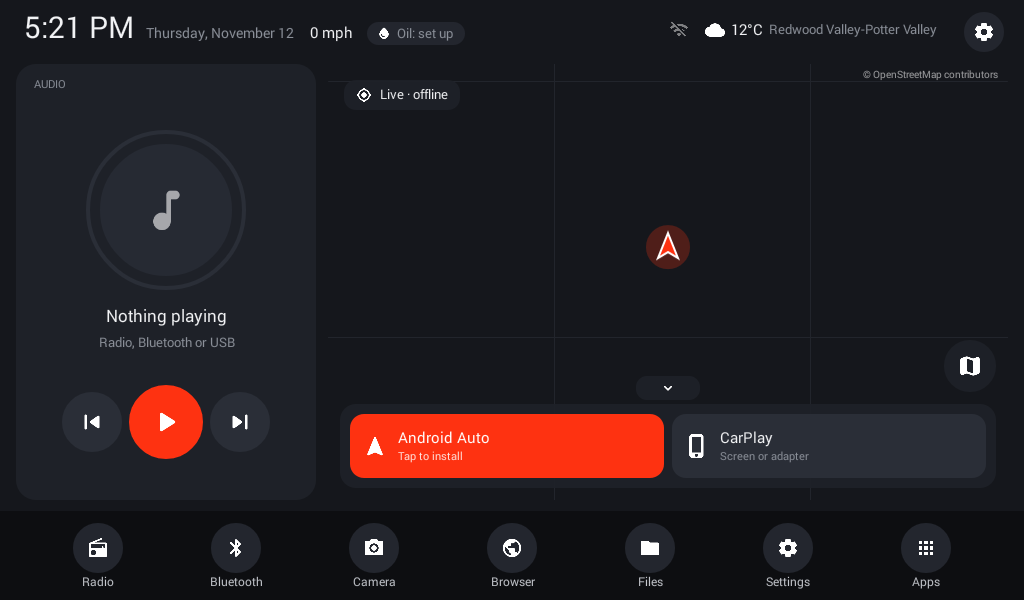 5:21 PM
Thursday, November 12
0 mph
Oil: set up
12°C
Redwood Valley-Potter Valley
AUDIO
© OpenStreetMap contributors
Live · offline
Nothing playing
Radio, Bluetooth or USB
Android Auto
Tap to install
CarPlay
Screen or adapter
Radio
Bluetooth
Camera
Browser
Files
Settings
Apps